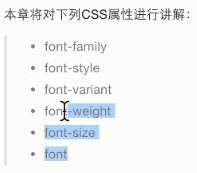 本章将对下列CSS属性进行讲解：
• font-family
• font-style
• font-variant
• font-weight
• font-size
• font